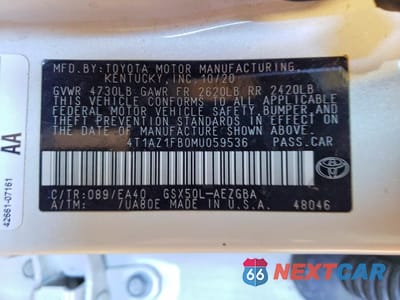 MFD.BY:TOYOTA MOTOR MANUFACTURING
KENTUCKY,INC.10/20
GVWR 4730LB GAWR FR 2620LB RR 2420LB
THIS VEHICLE CONFORMS TO ALL APPLICABLE
FEDERAL MOTOR VEHICLE SAFETY, BUMPER, AND
THEFT PREVENTION STANDARDS IN EFFECT ON THE
DATE OF MANUFACTURE SHOWN ABOVE.
4T1AZ1FB0MU059536 PASS.CAR
C/TR:089/EA40 GSX50L-AEZGBA
A/TM: /UA80E MADE IN U.S.A. 48046
AA
42661-07161
TOYOTA
66
NEXTCAR